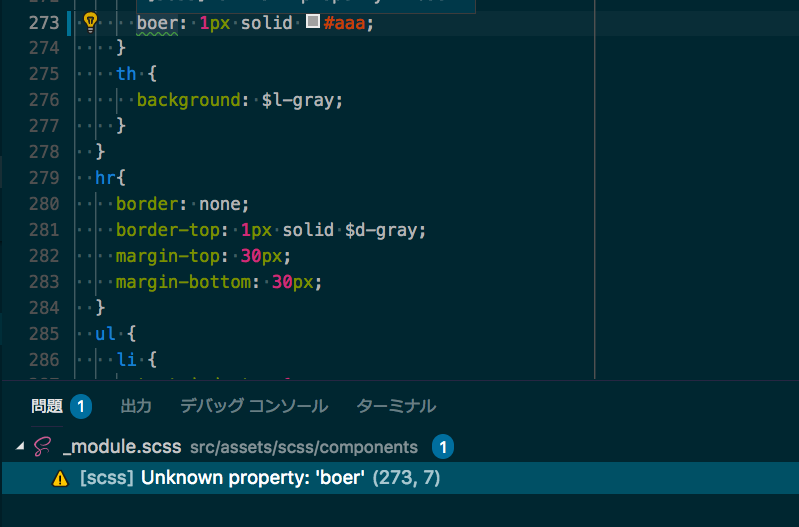 273 boer: 1px solid #aaa;
274 }
275 th {
276 background: $l-gray;
277 }
278 }
279 hr{
280 border: none;
281 border-top: 1px solid $d-gray;
282 margin-top: 30px;
283 margin-bottom: 30px;
284 }
285 ul {
286 li {
問題 1 出力 デバッグ コンソール ターミナル
_module.scss src/assets/scss/components 1
[scss] Unknown property: 'boer' (273, 7)